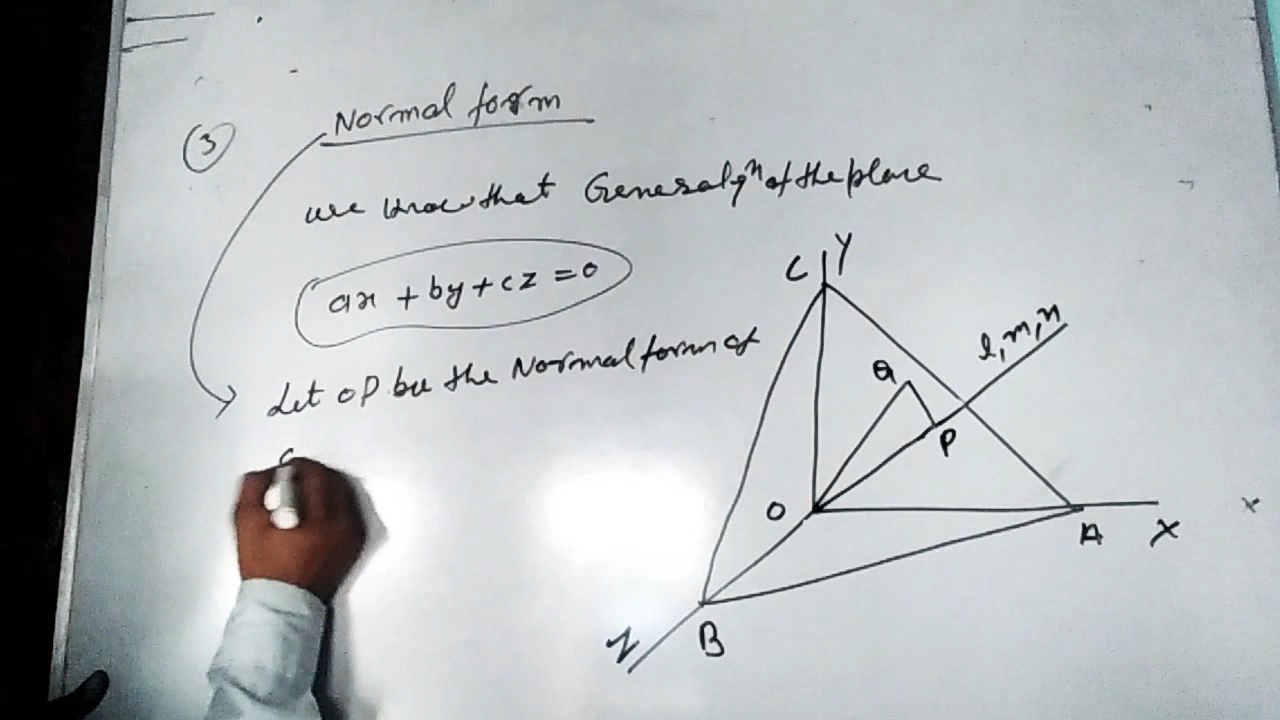 3
Normal form
we know that General eqn of the plane
ax + by + cz = 0
Let OP be the Normal form of
C Y
l, m, n
Q
P
O
A X
B
Z